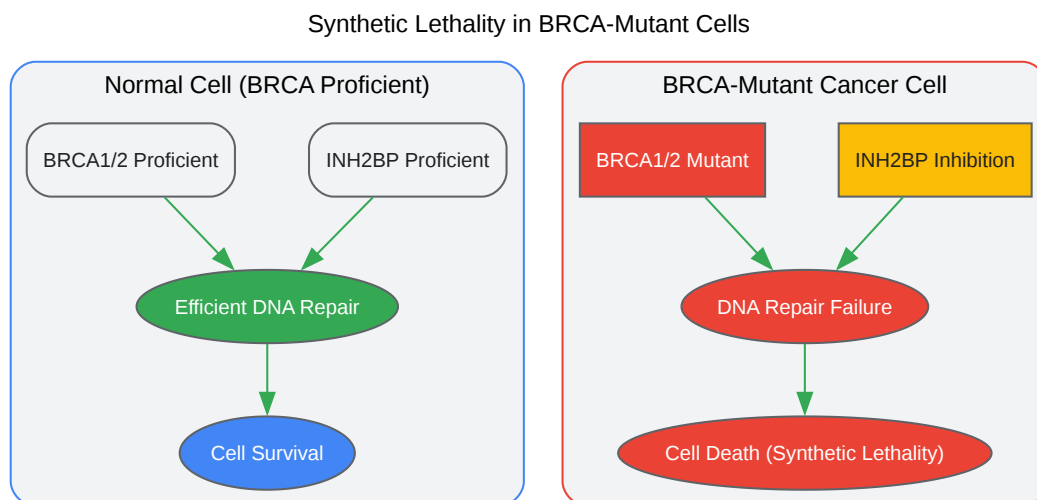 Synthetic Lethality in BRCA-Mutant Cells
Normal Cell (BRCA Proficient)
BRCA1/2 Proficient
INH2BP Proficient
Efficient DNA Repair
Cell Survival
BRCA-Mutant Cancer Cell
BRCA1/2 Mutant
INH2BP Inhibition
DNA Repair Failure
Cell Death (Synthetic Lethality)